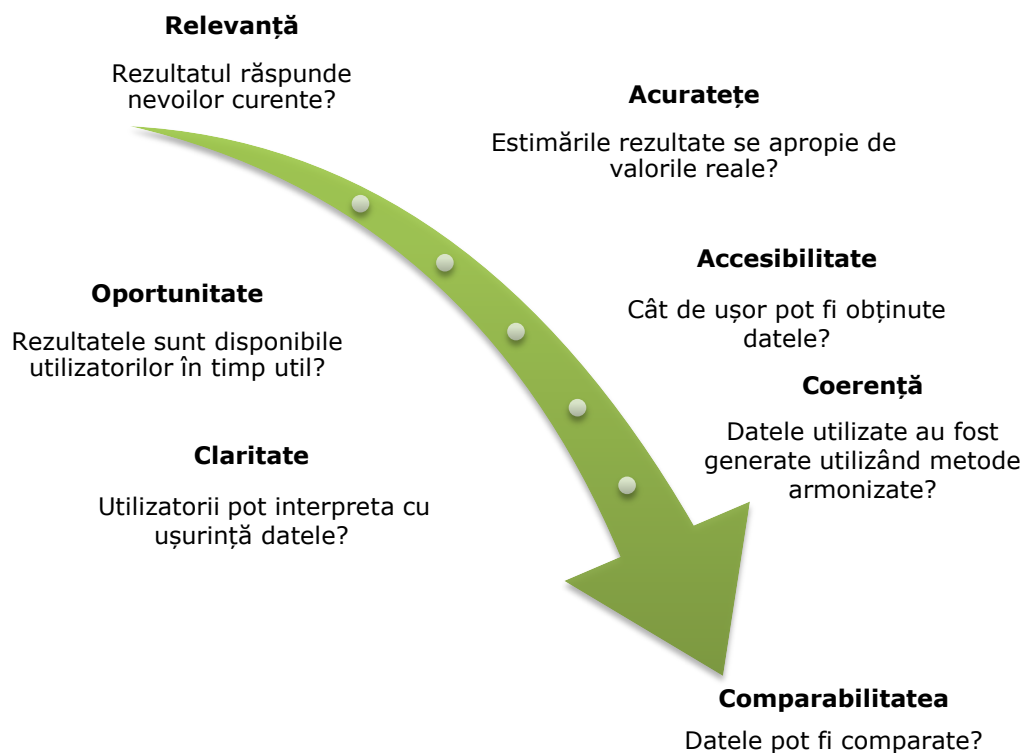 Relevanță
Rezultatul răspunde
nevoilor curente?
Acuratețe
Estimările rezultate se apropie de
valorile reale?
Oportunitate
Rezultatele sunt disponibile
utilizatorilor în timp util?
Accesibilitate
Cât de ușor pot fi obținute
datele?
Claritate
Utilizatorii pot interpreta cu
ușurință datele?
Coerență
Datele utilizate au fost
generate utilizând metode
armonizate?
Comparabilitatea
Datele pot fi comparate?